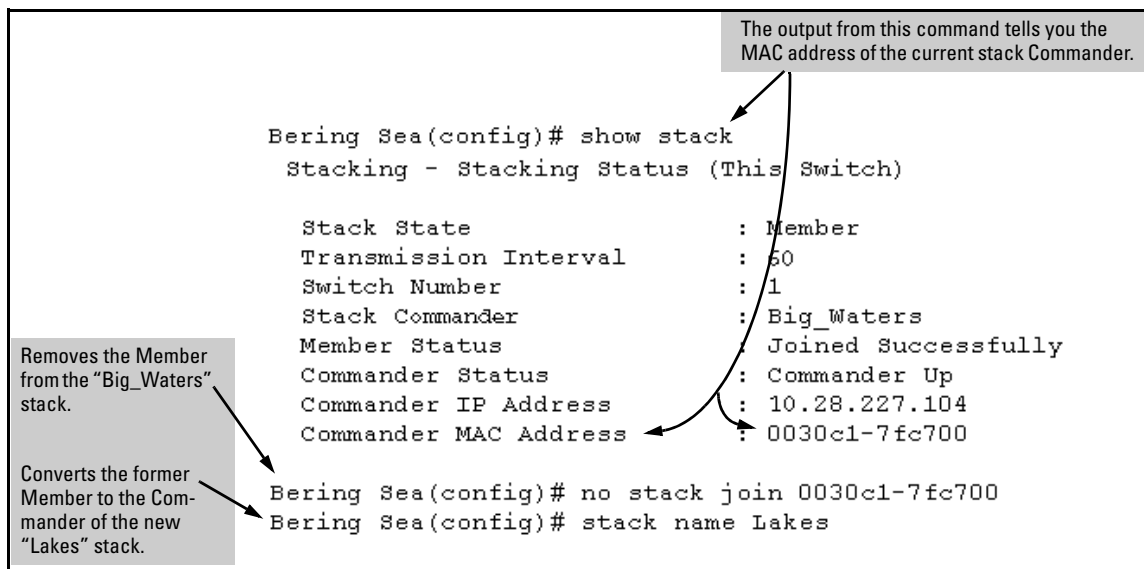 The output from this command tells you the
MAC address of the current stack Commander.
Bering Sea(config)# show stack
Stacking - Stacking Status (This Switch)
Stack State : Member
Transmission Interval : 60
Switch Number : 1
Stack Commander : Big_Waters
Member Status : Joined Successfully
Commander Status : Commander Up
Commander IP Address : 10.28.227.104
Commander MAC Address : 0030c1-7fc700
Removes the Member
from the “Big_Waters”
stack.
Converts the former
Member to the Com-
mander of the new
“Lakes” stack.
Bering Sea(config)# no stack join 0030c1-7fc700
Bering Sea(config)# stack name Lakes